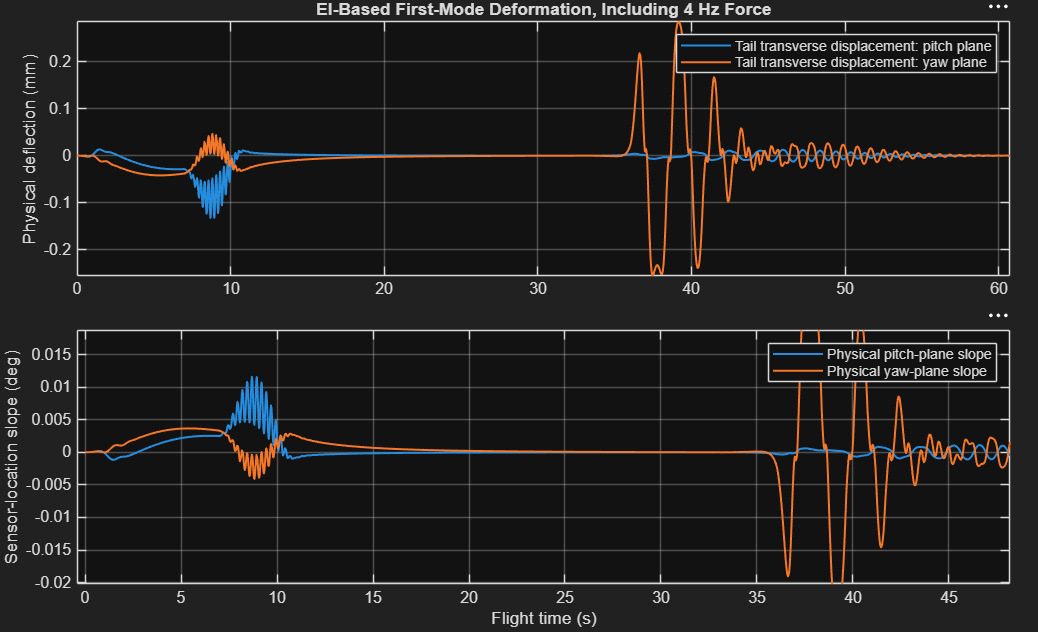 EI-Based First-Mode Deformation, Including 4 Hz Force
Physical deflection (mm)
0.2
0.1
0
-0.1
-0.2
Tail transverse displacement: pitch plane
Tail transverse displacement: yaw plane
0 10 20 30 40 50 60
Sensor-location slope (deg)
0.015
0.01
0.005
0
-0.005
-0.01
-0.015
-0.02
Physical pitch-plane slope
Physical yaw-plane slope
0 5 10 15 20 25 30 35 40 45
Flight time (s)